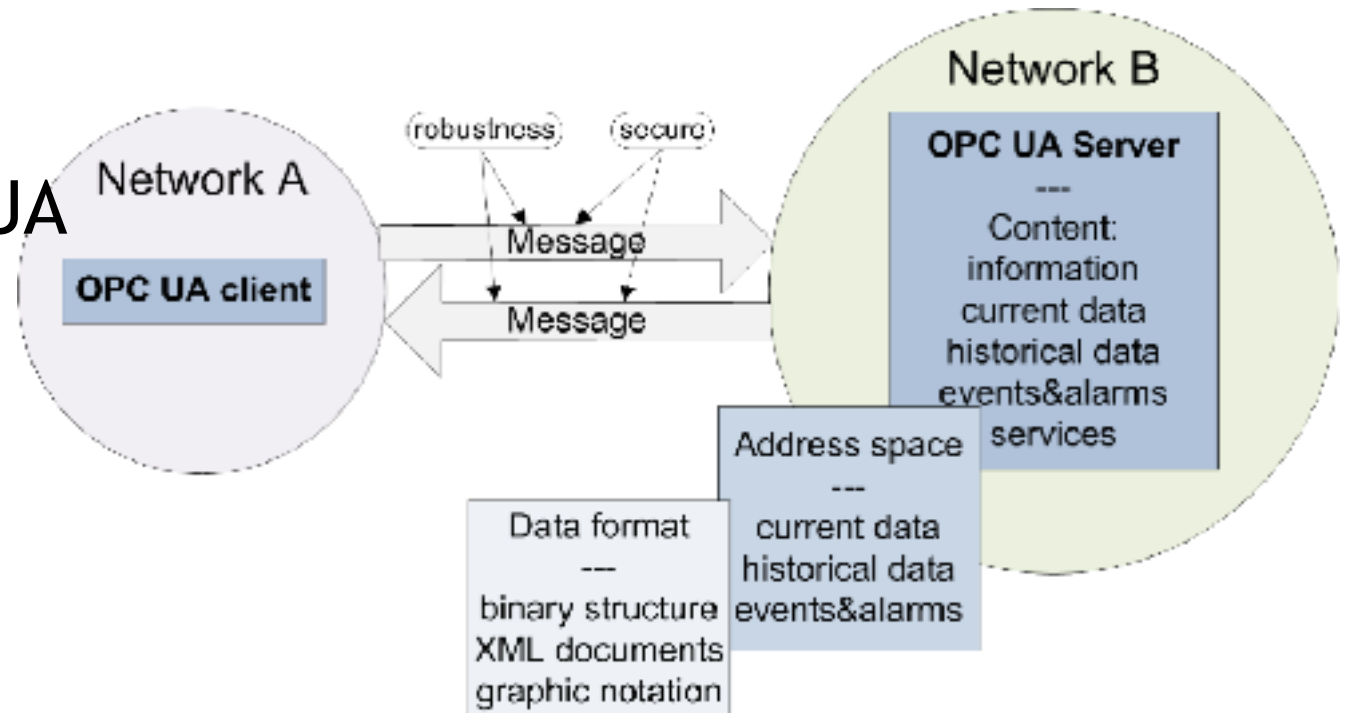 UA
Network A
OPC UA client
robustness
secure
Message
Message
Network B
OPC UA Server
---
Content:
information
current data
historical data
events&alarms
services
Address space
---
current data
historical data
events&alarms
Data format
---
binary structure
XML documents
graphic notation